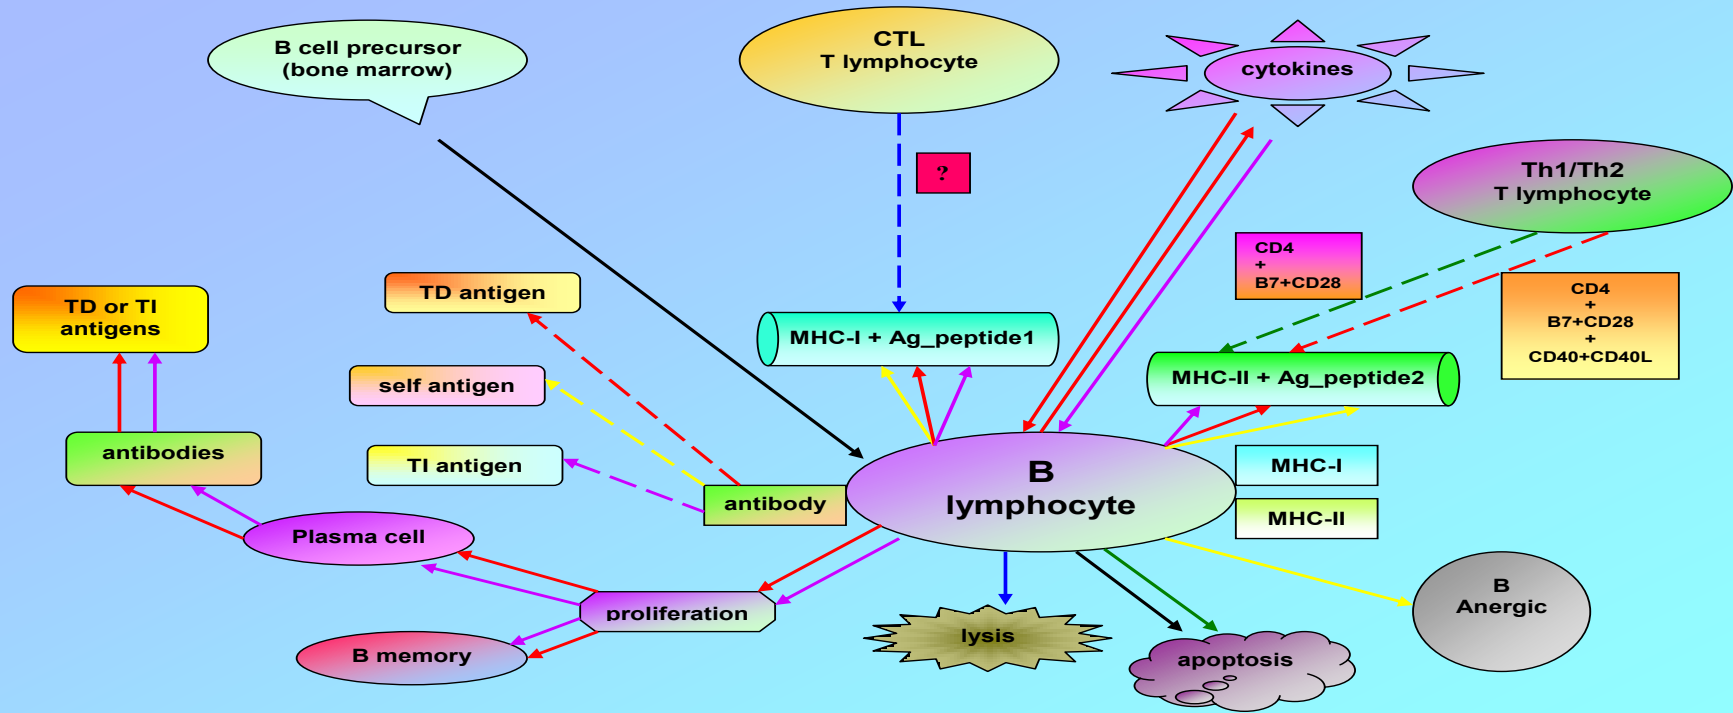 B cell precursor
(bone marrow)
CTL
T lymphocyte
cytokines
Th1/Th2
T lymphocyte
?
CD4
+
B7+CD28
CD4
+
B7+CD28
+
CD40+CD40L
TD or TI
antigens
TD antigen
MHC-I + Ag_peptide1
MHC-II + Ag_peptide2
self antigen
antibodies
TI antigen
B
lymphocyte
MHC-I
MHC-II
antibody
Plasma cell
proliferation
B memory
lysis
apoptosis
B
Anergic